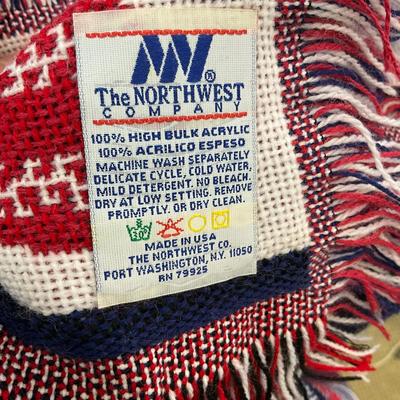 NW®
The NORTHWEST
COMPANY
100% HIGH BULK ACRYLIC
100% ACRILICO ESPESO
MACHINE WASH SEPARATELY
DELICATE CYCLE, COLD WATER,
MILD DETERGENT. NO BLEACH.
DRY AT LOW SETTING. REMOVE
PROMPTLY. OR DRY CLEAN.
MADE IN USA
THE NORTHWEST CO.
PORT WASHINGTON, N.Y. 11050
RN 79925